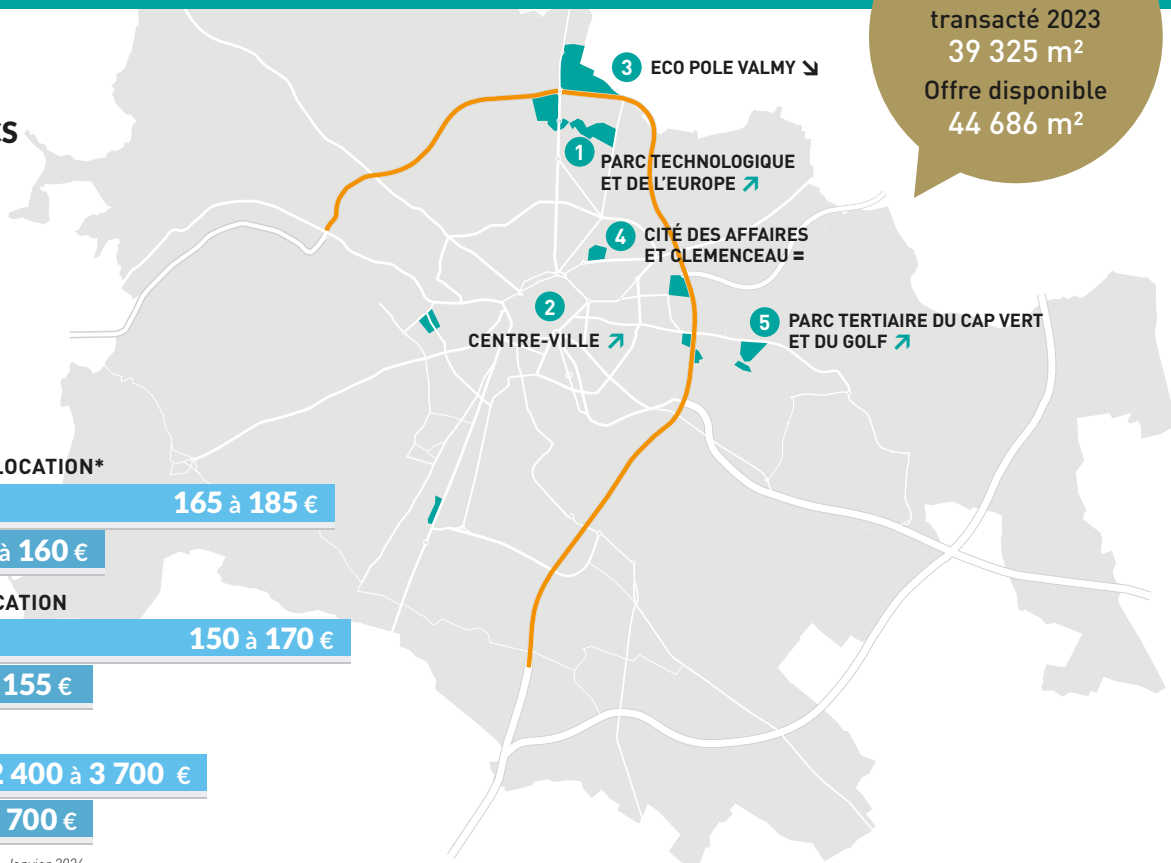 transacté 2023
39 325 m²
Offre disponible
44 686 m²
3 ECO POLE VALMY ↘
CS
1 PARC TECHNOLOGIQUE
ET DE L'EUROPE ↗
4 CITÉ DES AFFAIRES
ET CLEMENCEAU =
2
CENTRE-VILLE ↗
5 PARC TERTIAIRE DU CAP VERT
ET DU GOLF ↗
LOCATION*
165 à 185 €
à 160 €
CATION
150 à 170 €
155 €
2 400 à 3 700 €
700 €